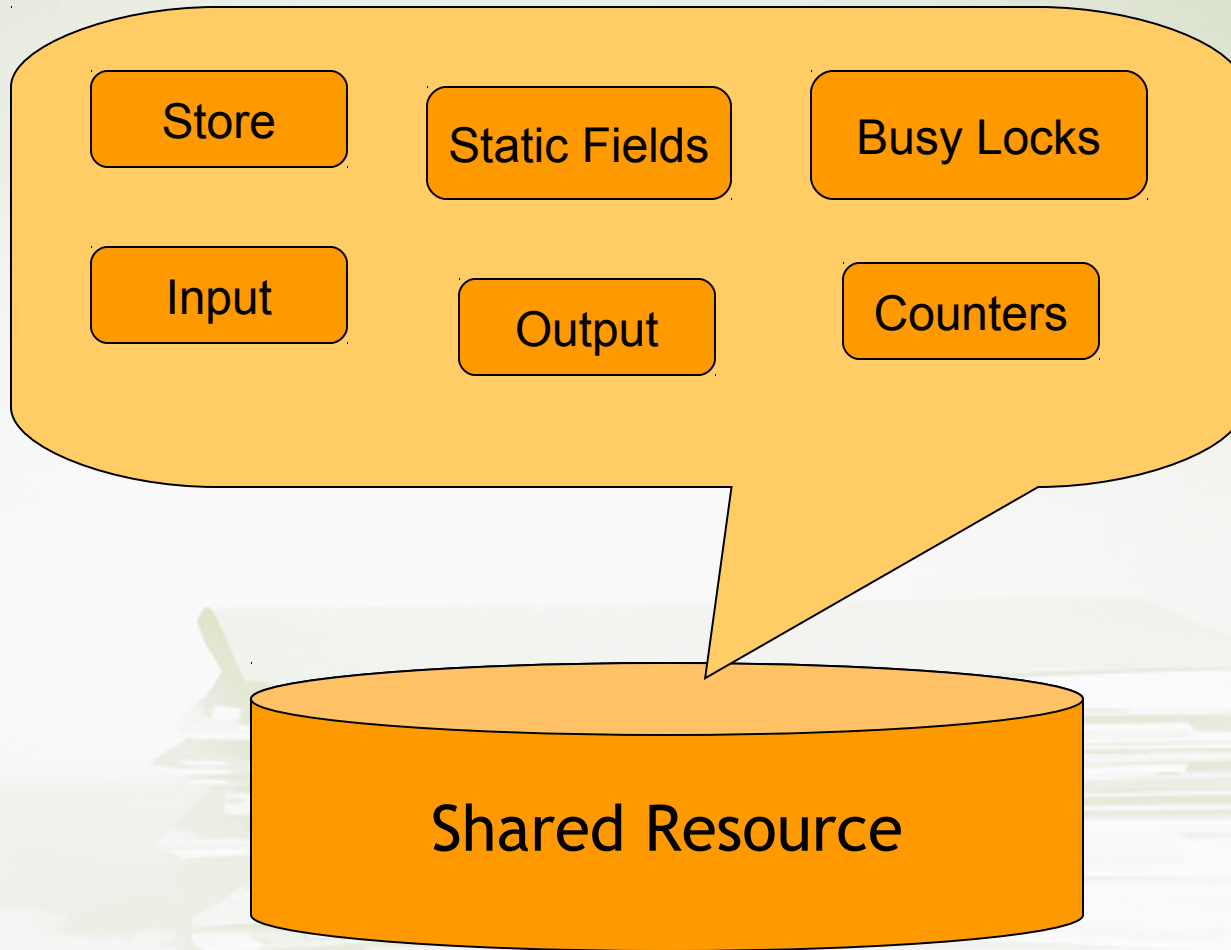 Store
Static Fields
Busy Locks
Input
Output
Counters
Shared Resource